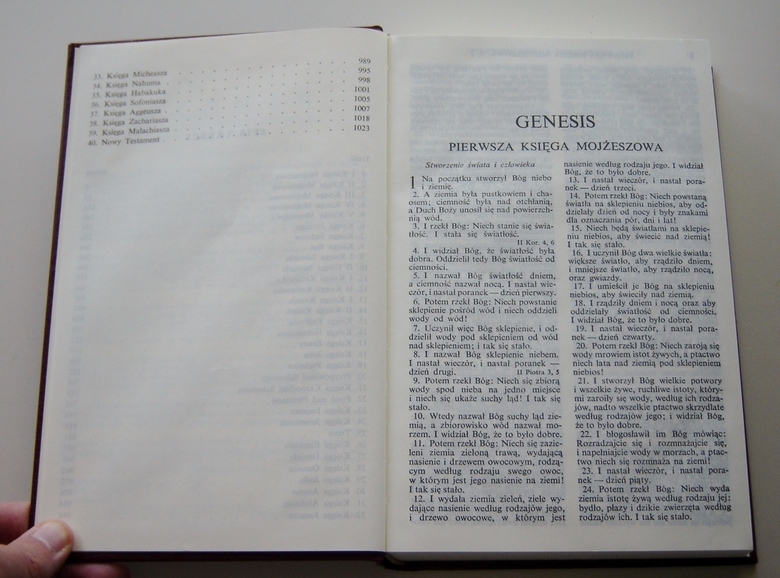 989
33. Księga Micheasza 995
34. Księga Nahuma 998
35. Księga Habakuka 1001
36. Księga Sofoniasza 1005
37. Księga Aggeusza 1007
38. Księga Zachariasza 1018
39. Księga Malachiasza 1023
40. Nowy Testament
GENESIS
PIERWSZA KSIĘGA MOJŻESZOWA
Stworzenie świata i człowieka
1 Na początku stworzył Bóg niebo
i ziemię.
2. A ziemia była pustkowiem i cha-
osem; ciemność była nad otchłanią,
a Duch Boży unosił się nad powierzch-
nią wód.
3. I rzekł Bóg: Niech stanie się świa-
tłość. I stała się światłość.
II Kor. 4, 6
4. I widział Bóg, że światłość była
dobra. Oddzielił tedy Bóg światłość od
ciemności.
5. I nazwał Bóg światłość dniem,
a ciemność nazwał nocą. I nastał wie-
czór, i nastał poranek — dzień pierwszy.
6. Potem rzekł Bóg: Niech powstanie
sklepienie pośród wód i niech oddzieli
wody od wód!
7. Uczynił więc Bóg sklepienie, i od-
dzielił wody pod sklepieniem od wód
nad sklepieniem; i tak się stało.
8. I nazwał Bóg sklepienie niebem.
I nastał wieczór, i nastał poranek —
dzień drugi.
II Piotra 3, 5
9. Potem rzekł Bóg: Niech się zbiorą
wody spod nieba na jedno miejsce
i niech się ukaże suchy ląd! I tak się
stało.
10. Wtedy nazwał Bóg suchy ląd zie-
mią, a zbiorowisko wód nazwał mo-
rzem. I widział Bóg, że to było dobre.
11. Potem rzekł Bóg: Niech się zazie-
leni ziemia zieloną trawą, wydającą
nasienie i drzewem owocowym, rodzą-
cym według rodzaju swego owoc,
w którym jest jego nasienie na ziemi!
I tak się stało.
12. I wydała ziemia zieleń, ziele wy-
dające nasienie według rodzajów jego,
i drzewo owocowe, w którym jest
nasienie według rodzaju jego. I widział
Bóg, że to było dobre.
13. I nastał wieczór, i nastał pora-
nek — dzień trzeci.
14. Potem rzekł Bóg: Niech powstaną
światła na sklepieniu niebios, aby od-
dzielały dzień od nocy i były znakami
dla oznaczania pór, dni i lat!
15. Niech będą światłami na sklepie-
niu niebios, aby świecić nad ziemią!
I tak się stało.
16. I uczynił Bóg dwa wielkie światła:
większe światło, aby rządziło dniem,
i mniejsze światło, aby rządziło nocą,
oraz gwiazdy.
17. I umieścił je Bóg na sklepieniu
niebios, aby świeciły nad ziemią.
18. I rządziły dniem i nocą oraz aby
oddzielały światłość od ciemności.
I widział Bóg, że to było dobre.
19. I nastał wieczór, i nastał pora-
nek — dzień czwarty.
20. Potem rzekł Bóg: Niech zaroją się
wody mrowiem istot żywych, a ptactwo
niech lata nad ziemią pod sklepieniem
niebios!
21. I stworzył Bóg wielkie potwory
i wszelkie żywe, ruchliwe istoty, który-
mi zaroiły się wody, według ich rodza-
jów, nadto wszelkie ptactwo skrzydlate
według rodzajów jego; i widział Bóg,
że to było dobre.
22. I błogosławił im Bóg mówiąc:
Rozradzajcie się i rozmnażajcie się,
i napełniajcie wody w morzach, a ptac-
two niech się rozmnaża na ziemi!
23. I nastał wieczór, i nastał pora-
nek — dzień piąty.
24. Potem rzekł Bóg: Niech wyda
ziemia istotę żywą według rodzaju jej:
bydło, płazy i dzikie zwierzęta według
rodzajów ich. I tak się stało.